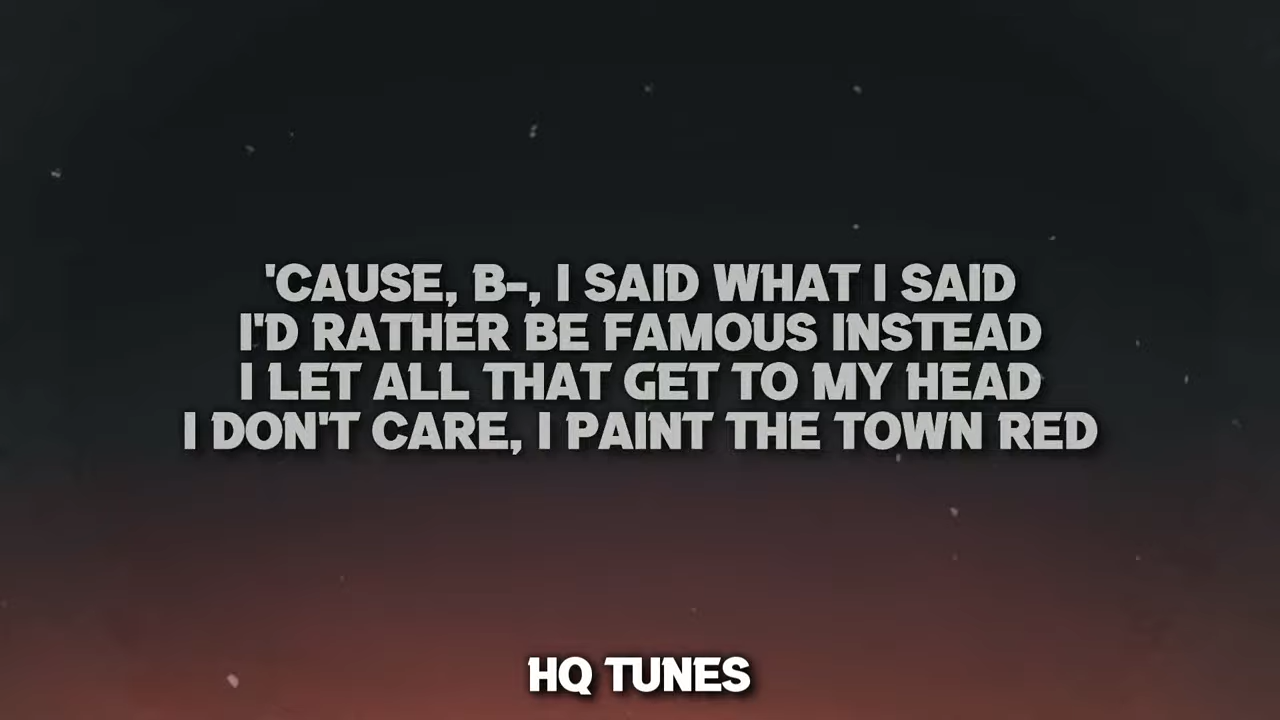 'CAUSE, B-, I SAID WHAT I SAID
I'D RATHER BE FAMOUS INSTEAD
I LET ALL THAT GET TO MY HEAD
I DON'T CARE, I PAINT THE TOWN RED
HQ TUNES